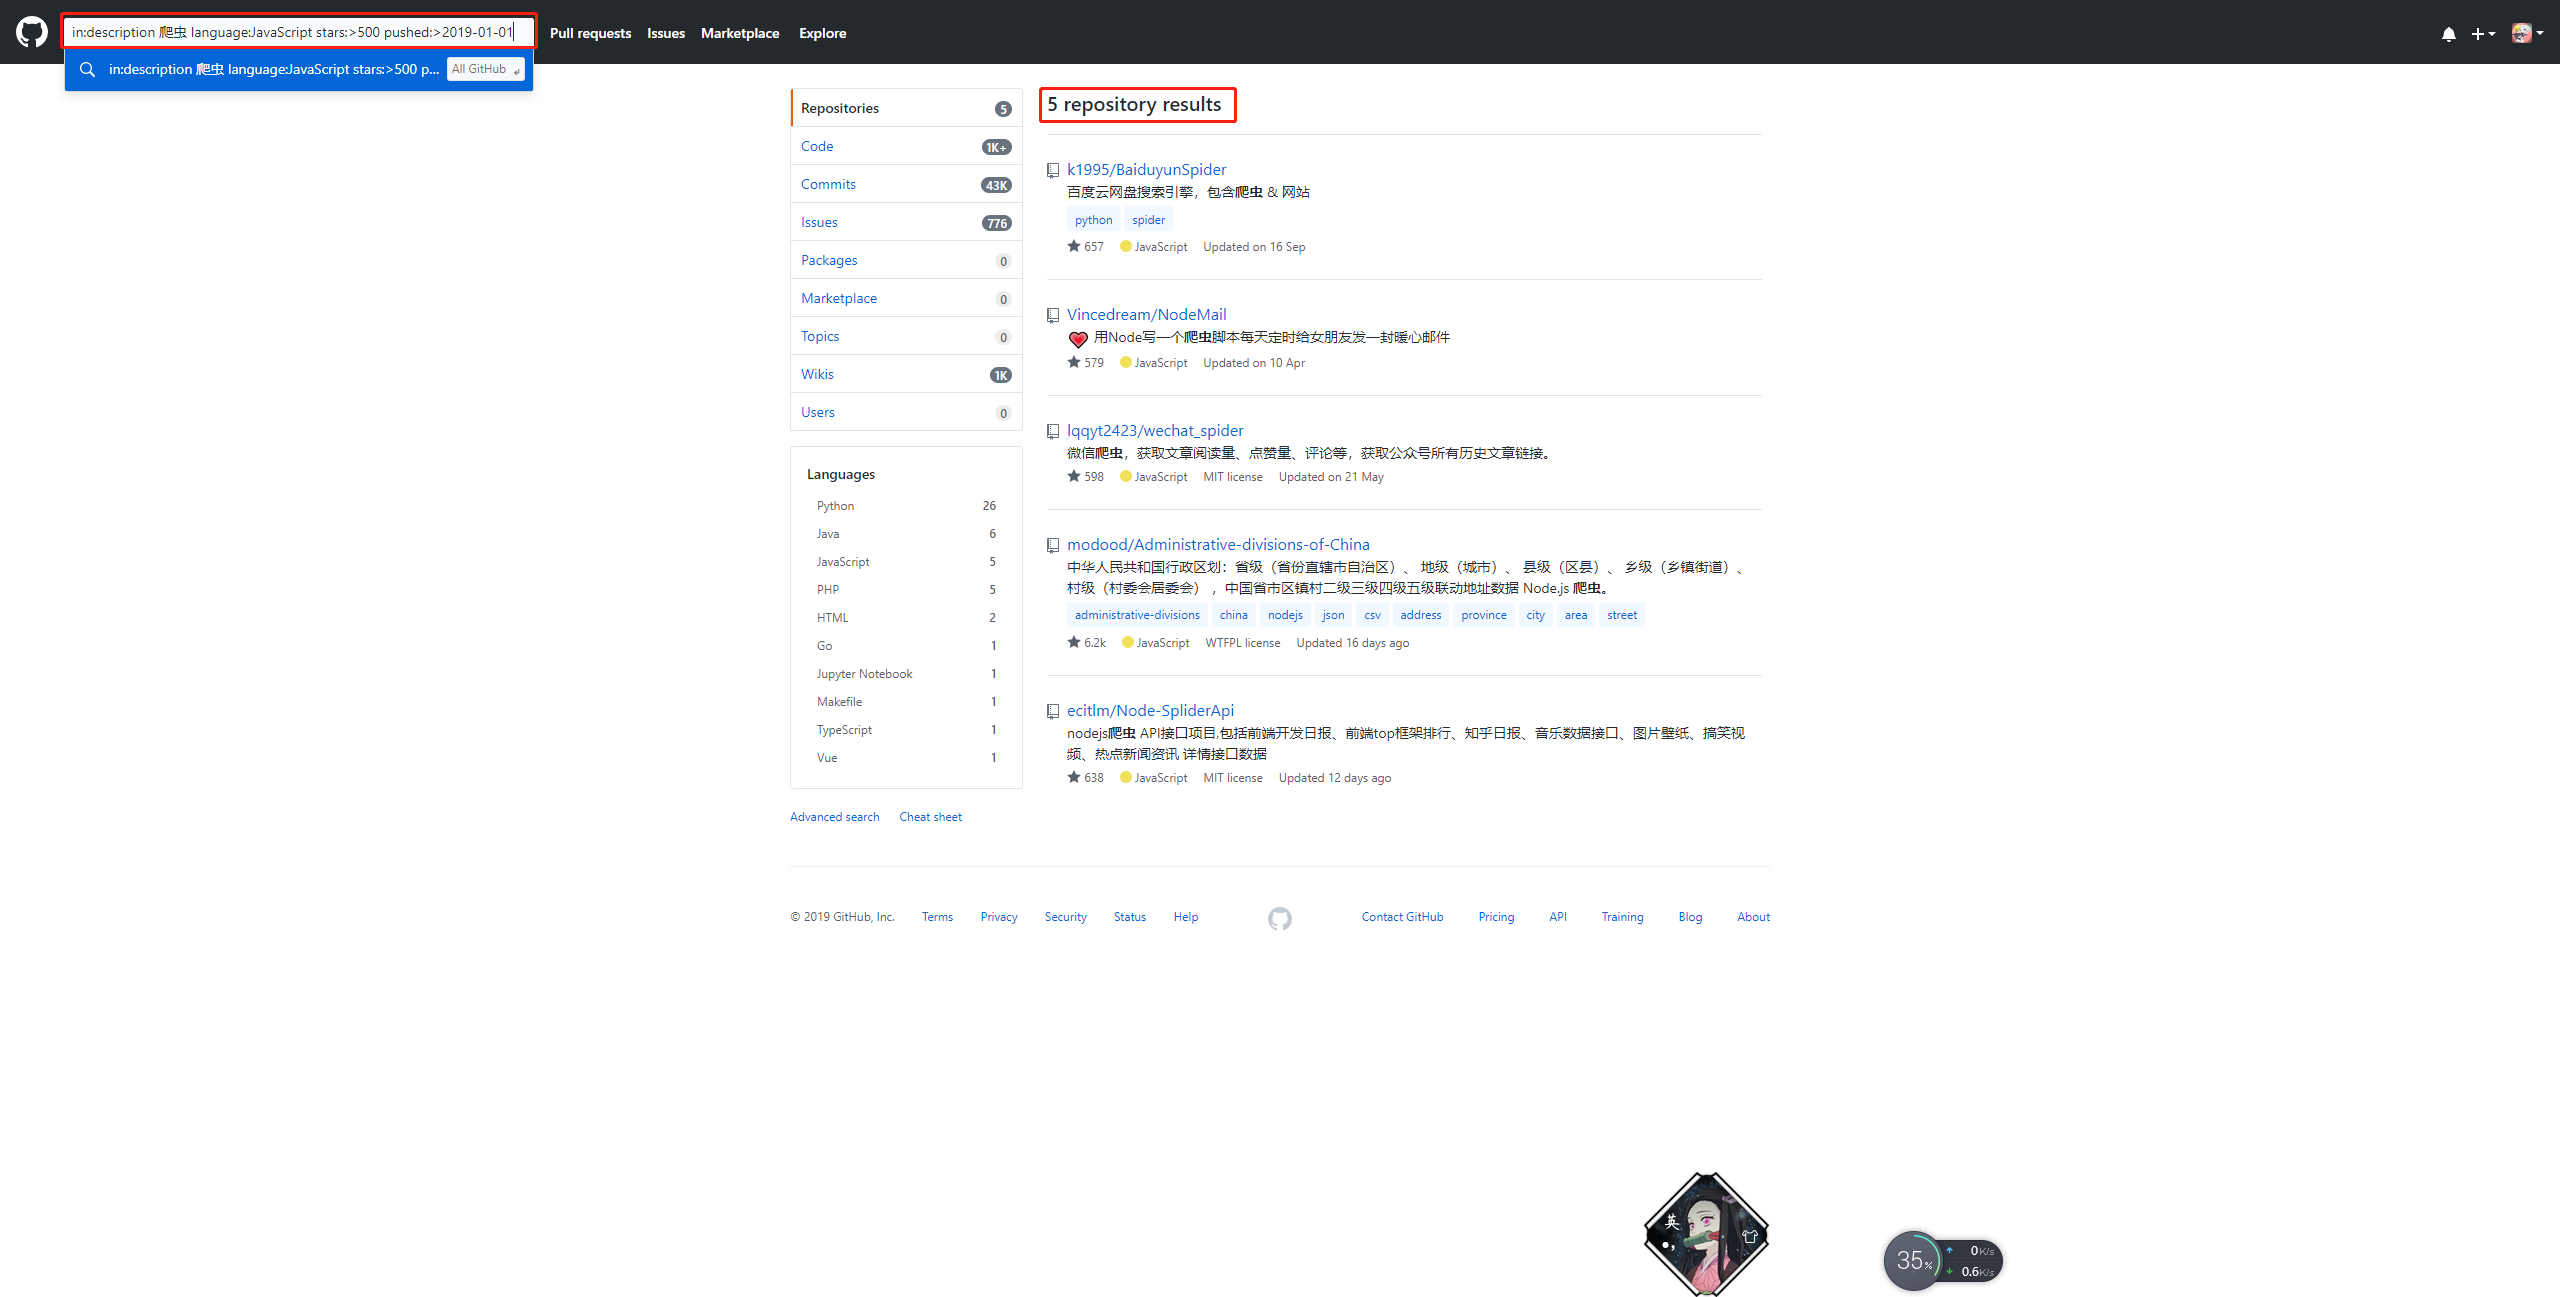 in:description 爬虫 language:JavaScript stars:>500 pushed:>2019-01-01
Pull requests Issues Marketplace Explore
in:description 爬虫 language:JavaScript stars:>500 p... All GitHub
Repositories 5
Code 1K+
Commits 43K
Issues 776
Packages 0
Marketplace 0
Topics 0
Wikis 1K
Users 0
Languages
Python 26
Java 6
JavaScript 5
PHP 5
HTML 2
Go 1
Jupyter Notebook 1
Makefile 1
TypeScript 1
Vue 1
Advanced search Cheat sheet
5 repository results
k1995/BaiduyunSpider
百度云网盘搜索引擎，包含爬虫 & 网站
python spider
657 JavaScript Updated on 16 Sep
Vincedream/NodeMail
用Node写一个爬虫脚本每天定时给女朋友发一封暖心邮件
579 JavaScript Updated on 10 Apr
lqqyt2423/wechat_spider
微信爬虫，获取文章阅读量、点赞量、评论等，获取公众号所有历史文章链接。
598 JavaScript MIT license Updated on 21 May
modood/Administrative-divisions-of-China
中华人民共和国行政区划：省级（省份直辖市自治区）、 地级（城市）、 县级（区县）、 乡级（乡镇街道）、
村级（村委会居委会） ，中国省市区镇村二级三级四级五级联动地址数据 Node.js 爬虫。
administrative-divisions china nodejs json csv address province city area street
6.2k JavaScript WTFPL license Updated 16 days ago
ecitlm/Node-SpliderApi
nodejs爬虫 API接口项目,包括前端开发日报、前端top框架排行、知乎日报、音乐数据接口、图片壁纸、搞笑视
频、热点新闻资讯 详情接口数据
638 JavaScript MIT license Updated 12 days ago
© 2019 GitHub, Inc. Terms Privacy Security Status Help Contact GitHub Pricing API Training Blog About
英
35% 0K/s
0.6K/s